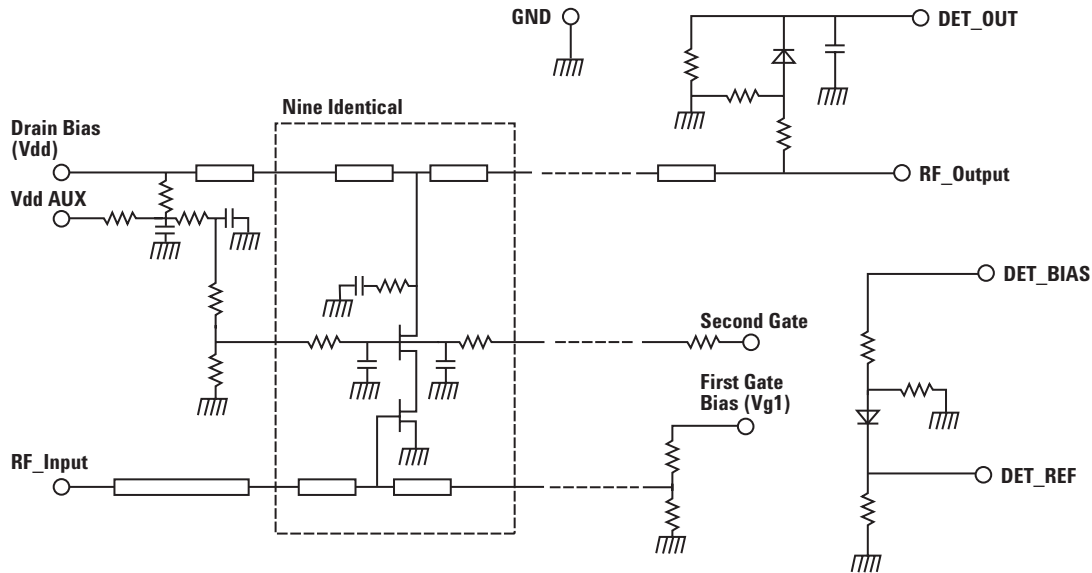 GND
DET_OUT
Nine Identical
Drain Bias
(Vdd)
RF_Output
Vdd AUX
DET_BIAS
Second Gate
First Gate
Bias (Vg1)
RF_Input
DET_REF